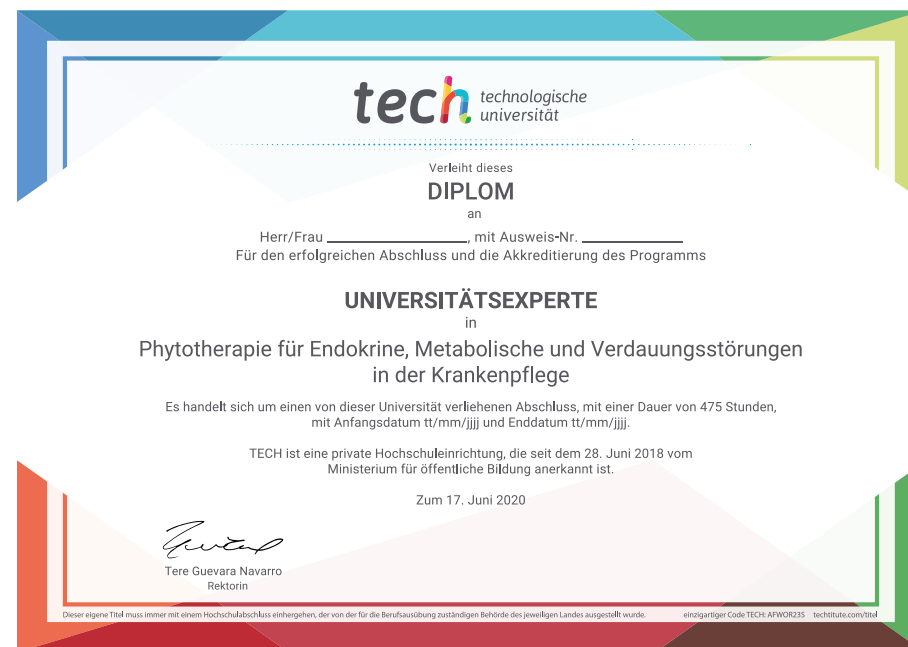 tech technologische
universität
Verleiht dieses
DIPLOM
an
Herr/Frau ____________________, mit Ausweis-Nr. ______________
Für den erfolgreichen Abschluss und die Akkreditierung des Programms
UNIVERSITÄTSEXPERTE
in
Phytotherapie für Endokrine, Metabolische und Verdauungsstörungen
in der Krankenpflege
Es handelt sich um einen von dieser Universität verliehenen Abschluss, mit einer Dauer von 475 Stunden,
mit Anfangsdatum tt/mm/jjjj und Enddatum tt/mm/jjjj.
TECH ist eine private Hochschuleinrichtung, die seit dem 28. Juni 2018 vom
Ministerium für öffentliche Bildung anerkannt ist.
Zum 17. Juni 2020
Tere Guevara Navarro
Rektorin
Dieser eigene Titel muss immer mit einem Hochschulabschluss einhergehen, der von der für die Berufsausübung zuständigen Behörde des jeweiligen Landes ausgestellt wurde. einzigartiger Code TECH: AFWOR23S techtitute.com/titel